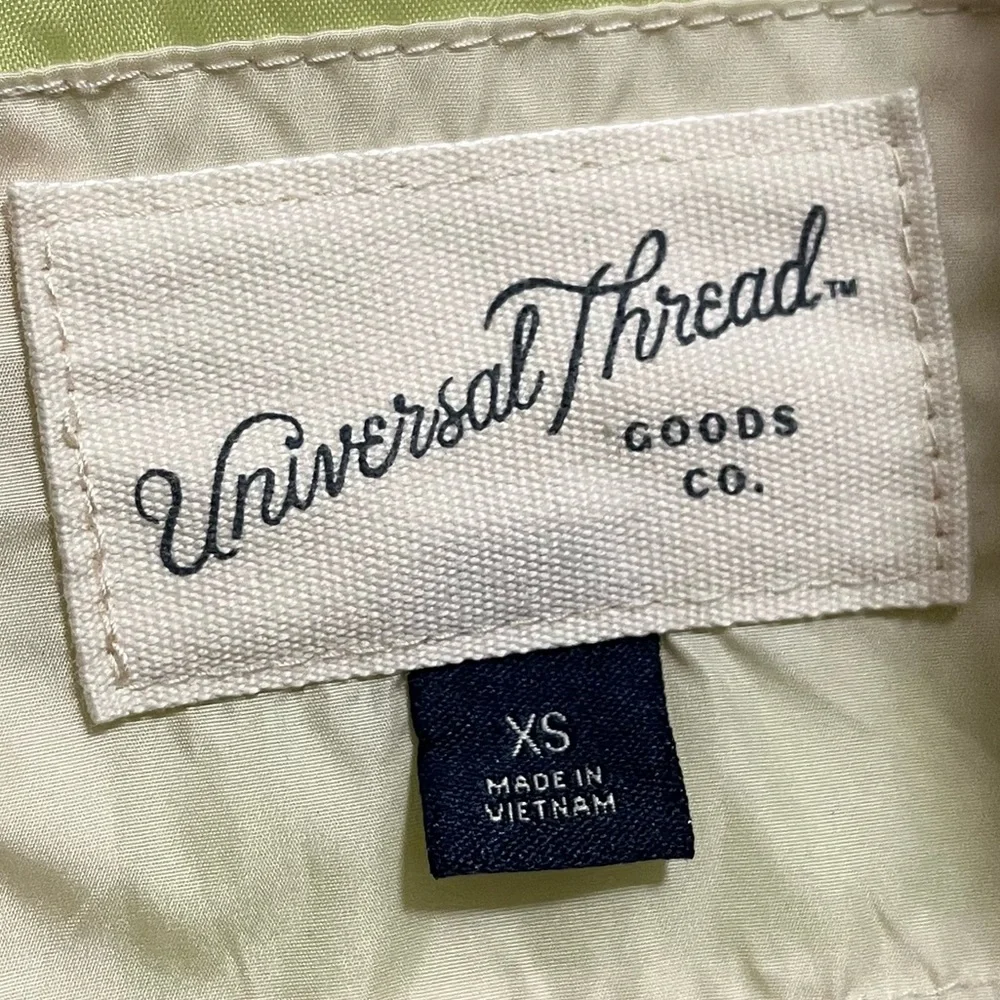 Universal Thread™
GOODS
CO.
XS
MADE IN
VIETNAM